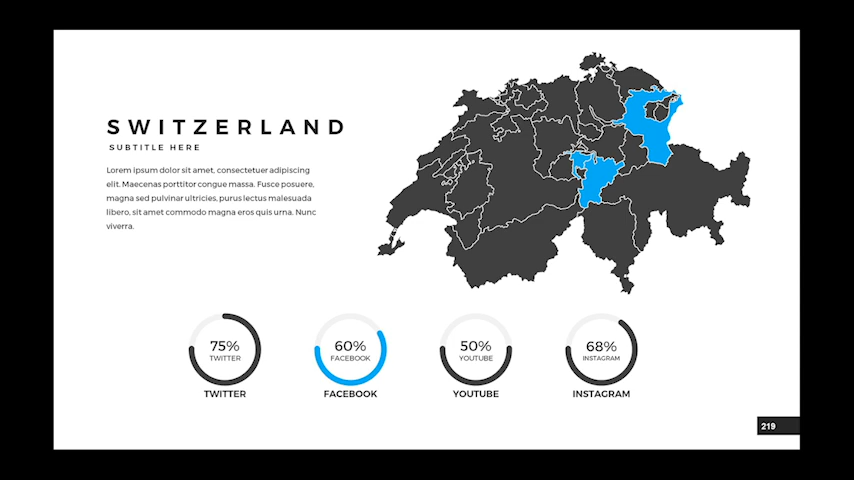 SWITZERLAND
SUBTITLE HERE
Lorem ipsum dolor sit amet, consectetuer adipiscing
elit. Maecenas porttitor congue massa. Fusce posuere,
magna sed pulvinar ultricies, purus lectus malesuada
libero, sit amet commodo magna eros quis urna. Nunc
viverra.
75%
TWITTER
TWITTER
60%
FACEBOOK
FACEBOOK
50%
YOUTUBE
YOUTUBE
68%
INSTAGRAM
INSTAGRAM
219